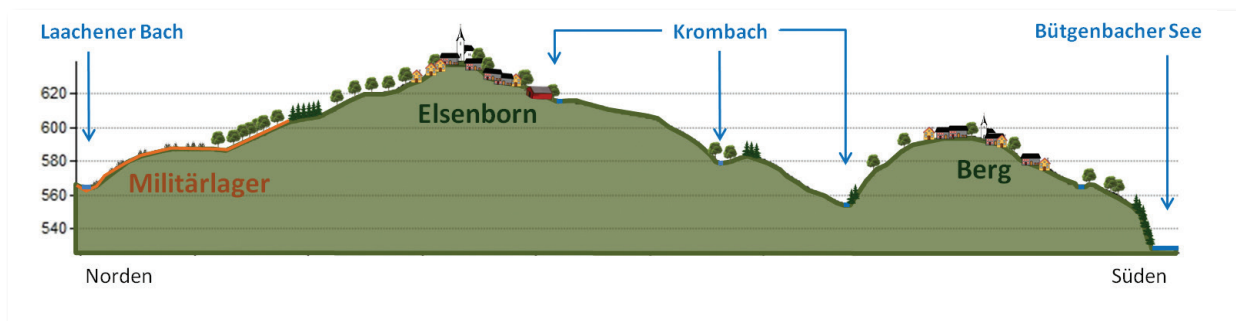 Laachener Bach
Krombach
Bütgenbacher See
620
600
580
560
540
Elsenborn
Militärlager
Berg
Norden
Süden